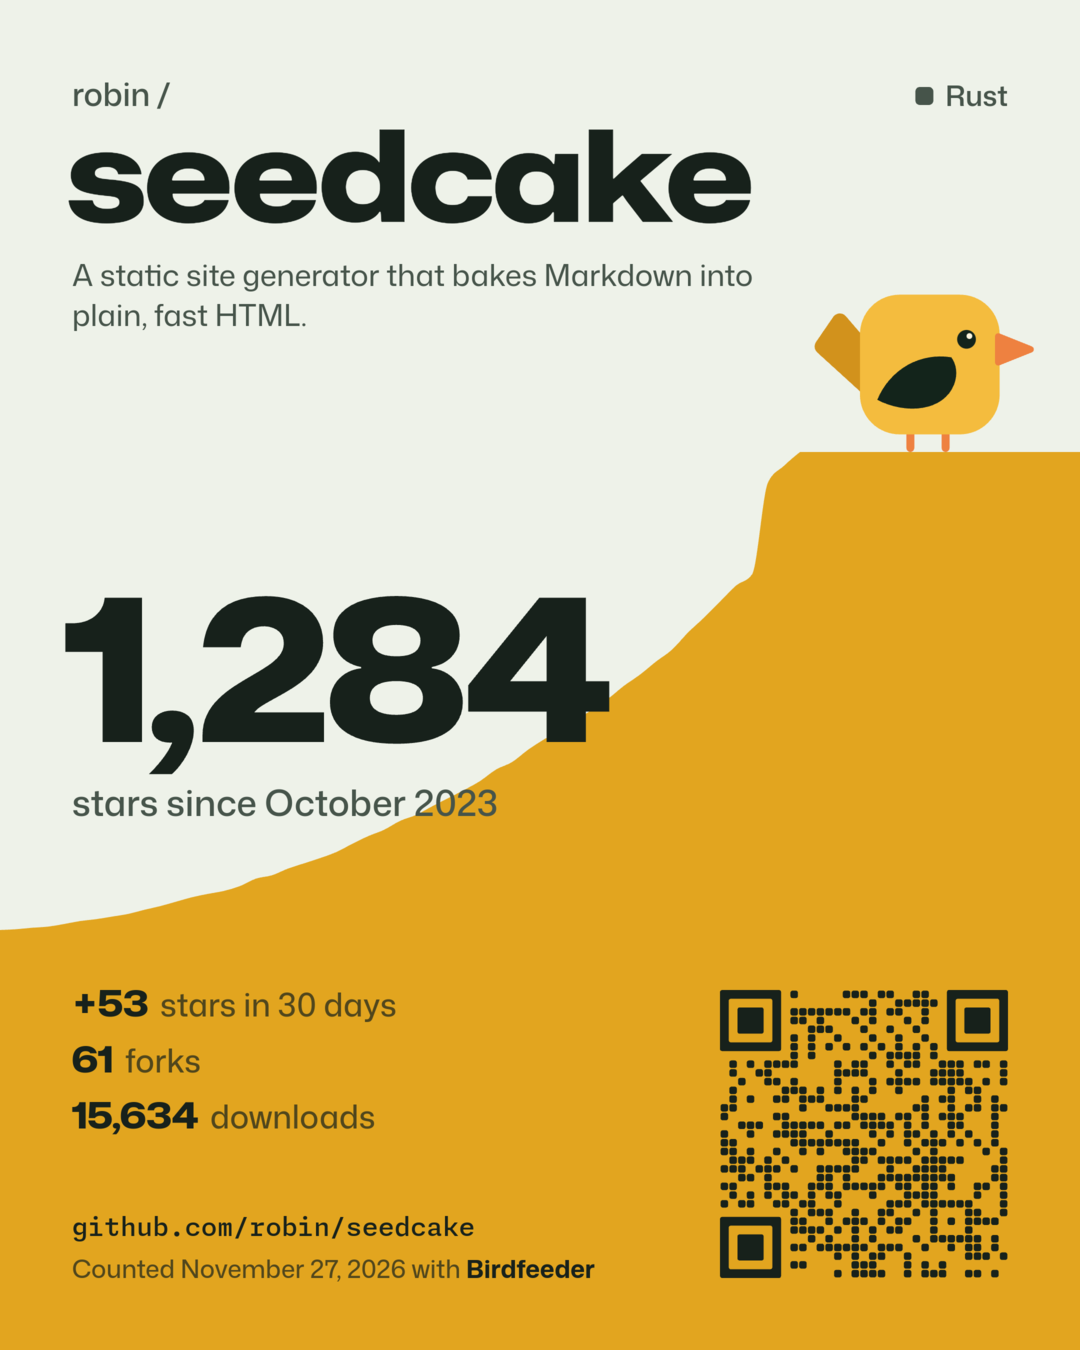 robin /
Rust
seedcake
A static site generator that bakes Markdown into
plain, fast HTML.
1,284
stars since October 2023
+53 stars in 30 days
61 forks
15,634 downloads
github.com/robin/seedcake
Counted November 27, 2026 with Birdfeeder